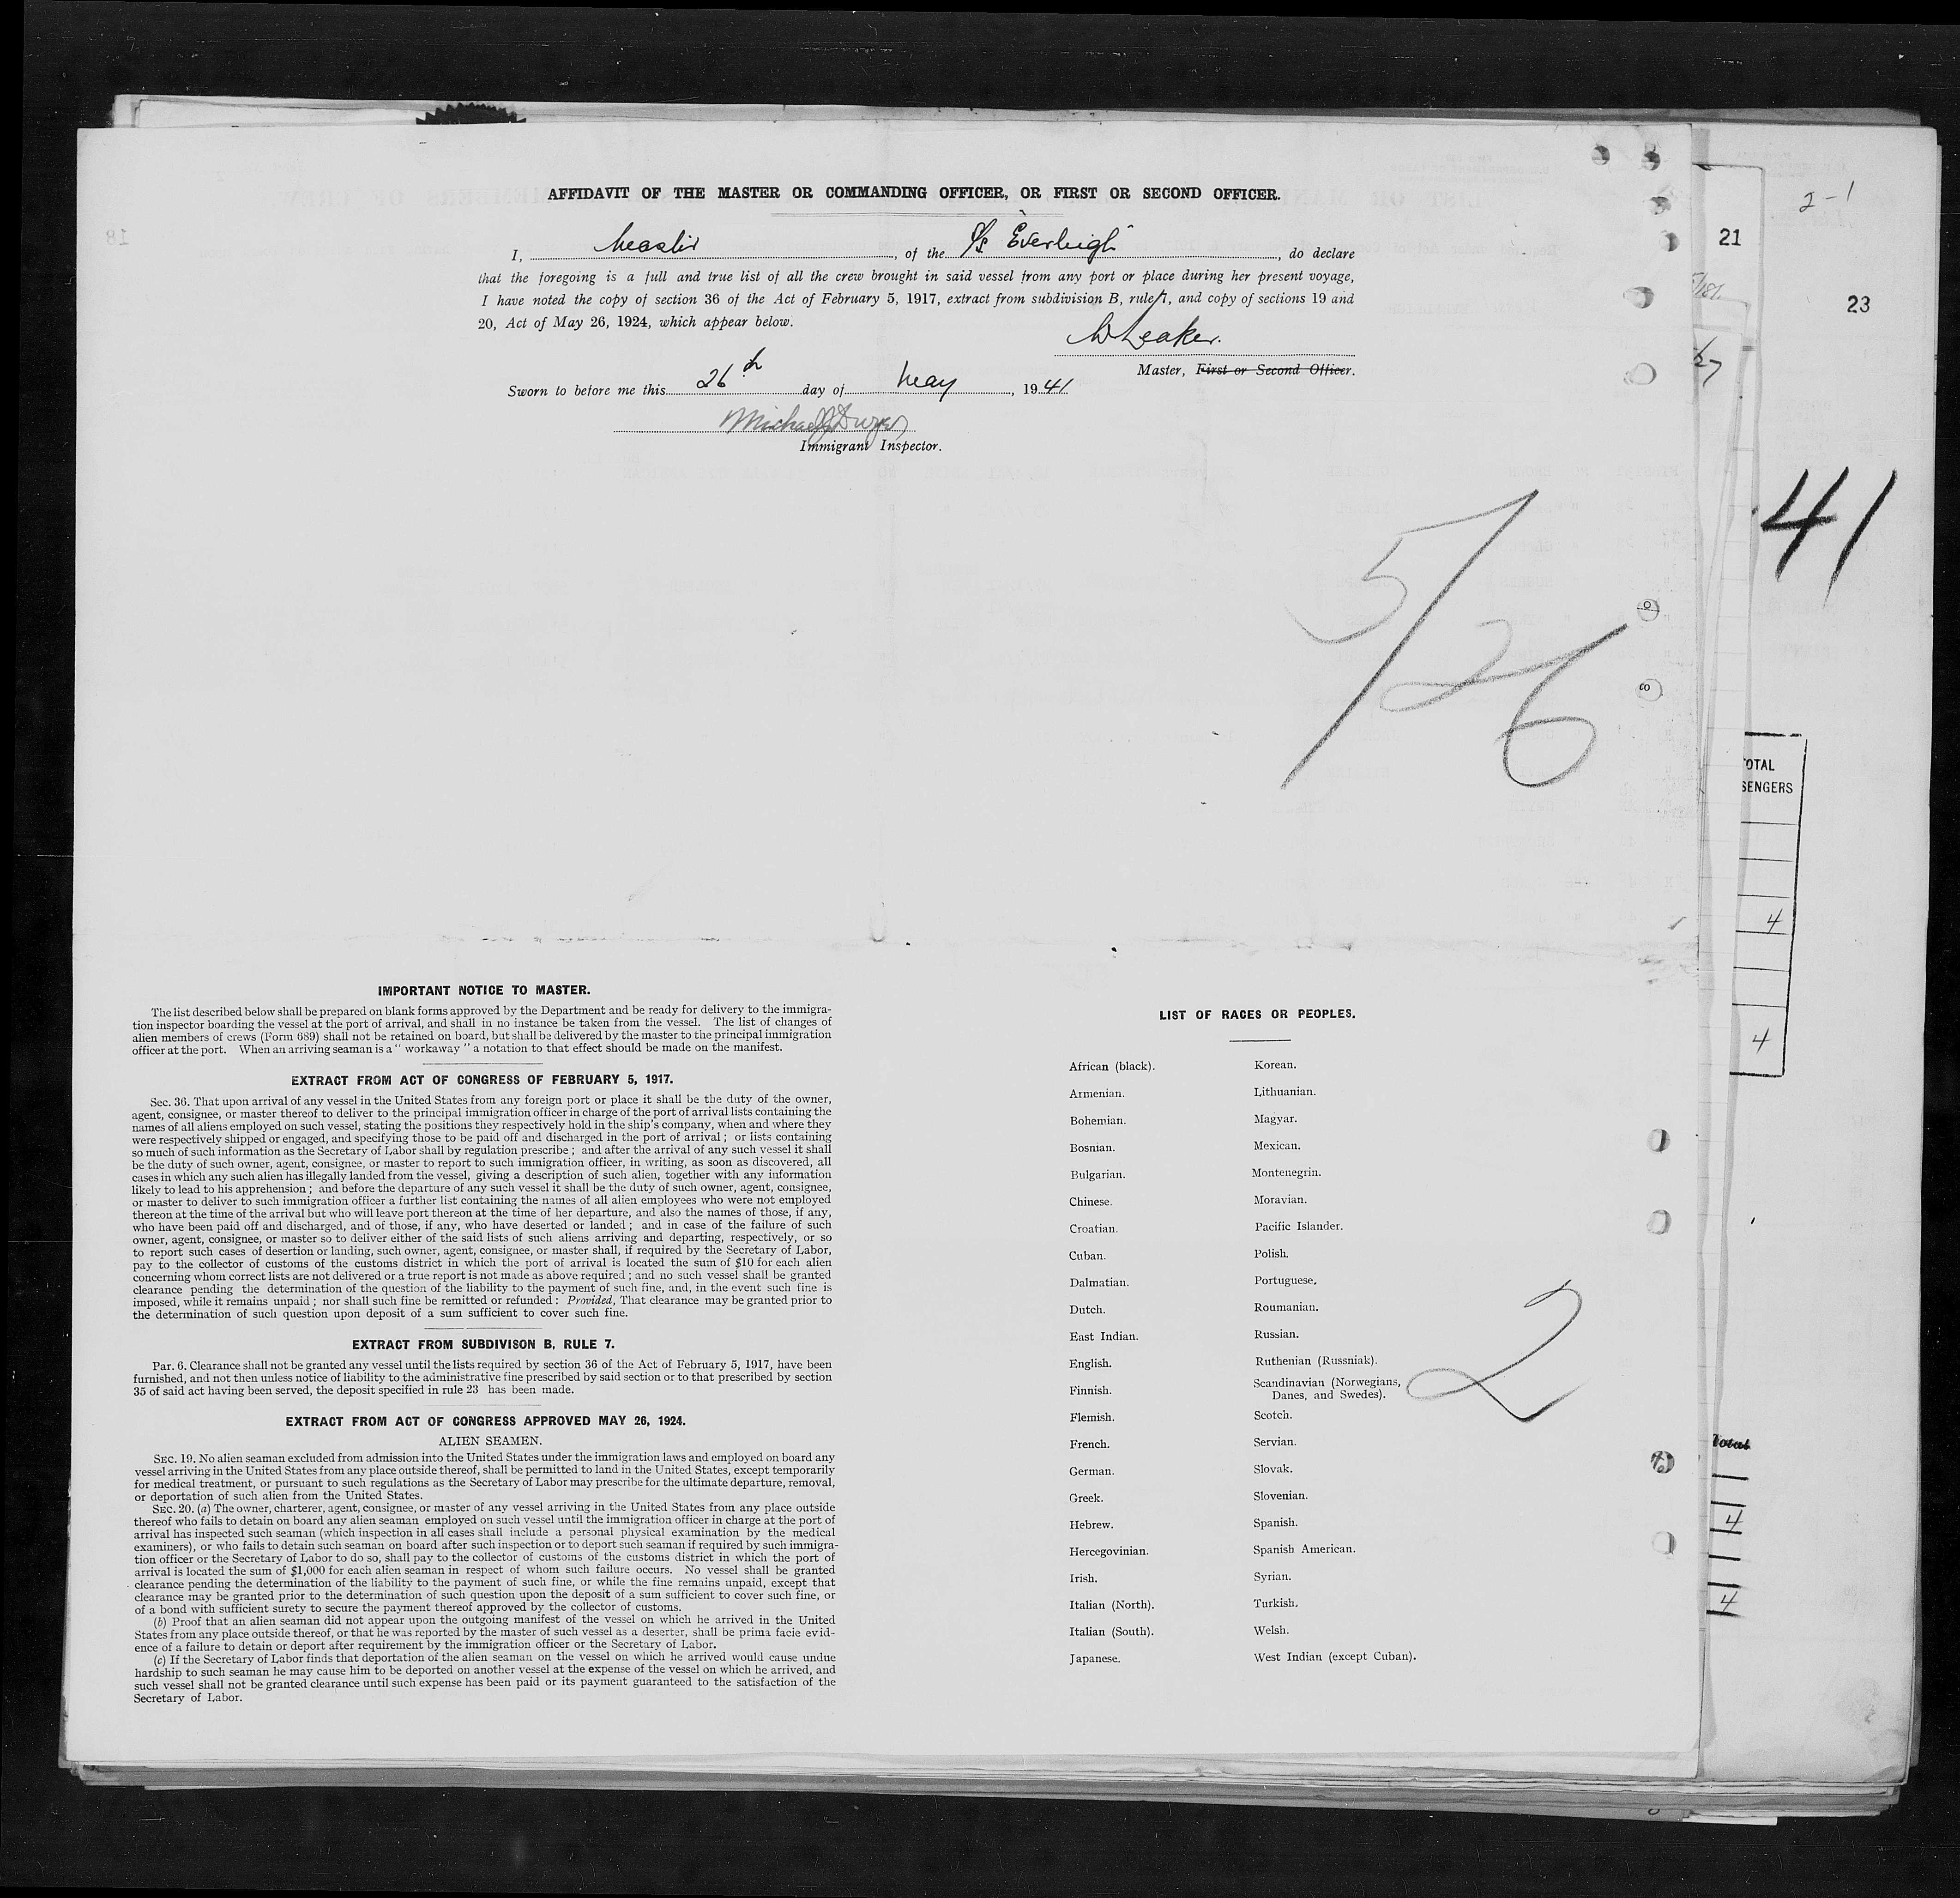 AFFIDAVIT OF THE MASTER OR COMMANDING OFFICER, OR FIRST OR SECOND OFFICER.
I, Master, of the S/s Everleigh, do declare
that the foregoing is a full and true list of all the crew brought in said vessel from any port or place during her present voyage,
I have noted the copy of section 36 of the Act of February 5, 1917, extract from subdivision B, rule 7, and copy of sections 19 and
20, Act of May 26, 1924, which appear below.
W Leaker.
Master, First or Second Officer.
Sworn to before me this 26th day of May, 1941
Michael
Immigrant Inspector.
5/26
IMPORTANT NOTICE TO MASTER.
The list described below shall be prepared on blank forms approved by the Department and be ready for delivery to the immigra-
tion inspector boarding the vessel at the port of arrival, and shall in no instance be taken from the vessel. The list of changes of
alien members of crews (Form 689) shall not be retained on board, but shall be delivered by the master to the principal immigration
officer at the port. When an arriving seaman is a "workaway" a notation to that effect should be made on the manifest.
EXTRACT FROM ACT OF CONGRESS OF FEBRUARY 5, 1917.
Sec. 36. That upon arrival of any vessel in the United States from any foreign port or place it shall be the duty of the owner,
agent, consignee, or master thereof to deliver to the principal immigration officer in charge of the port of arrival lists containing the
names of all aliens employed on such vessel, stating the positions they respectively hold in the ship's company, when and where they
were respectively shipped or engaged, and specifying those to be paid off and discharged in the port of arrival; or lists containing
so much of such information as the Secretary of Labor shall by regulation prescribe; and after the arrival of any such vessel it shall
be the duty of such owner, agent, consignee, or master to report to such immigration officer, in writing, as soon as discovered, all
cases in which any such alien has illegally landed from the vessel, giving a description of such alien, together with any information
likely to lead to his apprehension; and before the departure of any such vessel it shall be the duty of such owner, agent, consignee,
or master to deliver to such immigration officer a further list containing the names of all alien employees who were not employed
thereon at the time of the arrival but who will leave port thereon at the time of her departure, and also the names of those, if any,
who have been paid off and discharged, and of those, if any, who have deserted or landed; and in case of the failure of such
owner, agent, consignee, or master so to deliver either of the said lists of such aliens arriving and departing, respectively, or so
to report such cases of desertion or landing, such owner, agent, consignee, or master shall, if required by the Secretary of Labor,
pay to the collector of customs of the customs district in which the port of arrival is located the sum of $10 for each alien
concerning whom correct lists are not delivered or a true report is not made as above required; and no such vessel shall be granted
clearance pending the determination of the question of the liability to the payment of such fine, and, in the event such fine is
imposed, while it remains unpaid; nor shall such fine be remitted or refunded: Provided, That clearance may be granted prior to
the determination of such question upon deposit of a sum sufficient to cover such fine.
EXTRACT FROM SUBDIVISON B, RULE 7.
Par. 6. Clearance shall not be granted any vessel until the lists required by section 36 of the Act of February 5, 1917, have been
furnished, and not then unless notice of liability to the administrative fine prescribed by said section or to that prescribed by section
35 of said act having been served, the deposit specified in rule 23 has been made.
EXTRACT FROM ACT OF CONGRESS APPROVED MAY 26, 1924.
ALIEN SEAMEN.
SEC. 19. No alien seaman excluded from admission into the United States under the immigration laws and employed on board any
vessel arriving in the United States from any place outside thereof, shall be permitted to land in the United States, except temporarily
for medical treatment, or pursuant to such regulations as the Secretary of Labor may prescribe for the ultimate departure, removal,
or deportation of such alien from the United States.
SEC. 20. (a) The owner, charterer, agent, consignee, or master of any vessel arriving in the United States from any place outside
thereof who fails to detain on board any alien seaman employed on such vessel until the immigration officer in charge at the port of
arrival has inspected such seaman (which inspection in all cases shall include a personal physical examination by the medical
examiners), or who fails to detain such seaman on board after such inspection or to deport such seaman if required by such immigra-
tion officer or the Secretary of Labor to do so, shall pay to the collector of customs of the customs district in which the port of
arrival is located the sum of $1,000 for each alien seaman in respect of whom such failure occurs. No vessel shall be granted
clearance pending the determination of the liability to the payment of such fine, or while the fine remains unpaid, except that
clearance may be granted prior to the determination of such question upon the deposit of a sum sufficient to cover such fine, or
of a bond with sufficient surety to secure the payment thereof approved by the collector of customs.
(b) Proof that an alien seaman did not appear upon the outgoing manifest of the vessel on which he arrived in the United
States from any place outside thereof, or that he was reported by the master of such vessel as a deserter, shall be prima facie evid-
ence of a failure to detain or deport after requirement by the immigration officer or the Secretary of Labor.
(c) If the Secretary of Labor finds that deportation of the alien seaman on the vessel on which he arrived would cause undue
hardship to such seaman he may cause him to be deported on another vessel at the expense of the vessel on which he arrived, and
such vessel shall not be granted clearance until such expense has been paid or its payment guaranteed to the satisfaction of the
Secretary of Labor.
LIST OF RACES OR PEOPLES.
African (black).
Armenian.
Bohemian.
Bosnian.
Bulgarian.
Chinese.
Croatian.
Cuban.
Dalmatian.
Dutch.
East Indian.
English.
Finnish.
Flemish.
French.
German.
Greek.
Hebrew.
Hercegovinian.
Irish.
Italian (North).
Italian (South).
Japanese.
Korean.
Lithuanian.
Magyar.
Mexican.
Montenegrin.
Moravian.
Pacific Islander.
Polish.
Portuguese.
Roumanian.
Russian.
Ruthenian (Russniak).
Scandinavian (Norwegians,
Danes, and Swedes).
Scotch.
Servian.
Slovak.
Slovenian.
Spanish.
Spanish American.
Syrian.
Turkish.
Welsh.
West Indian (except Cuban).
2
21
2-1
23
41
OTAL
SENGERS
4
4
Total
4
4